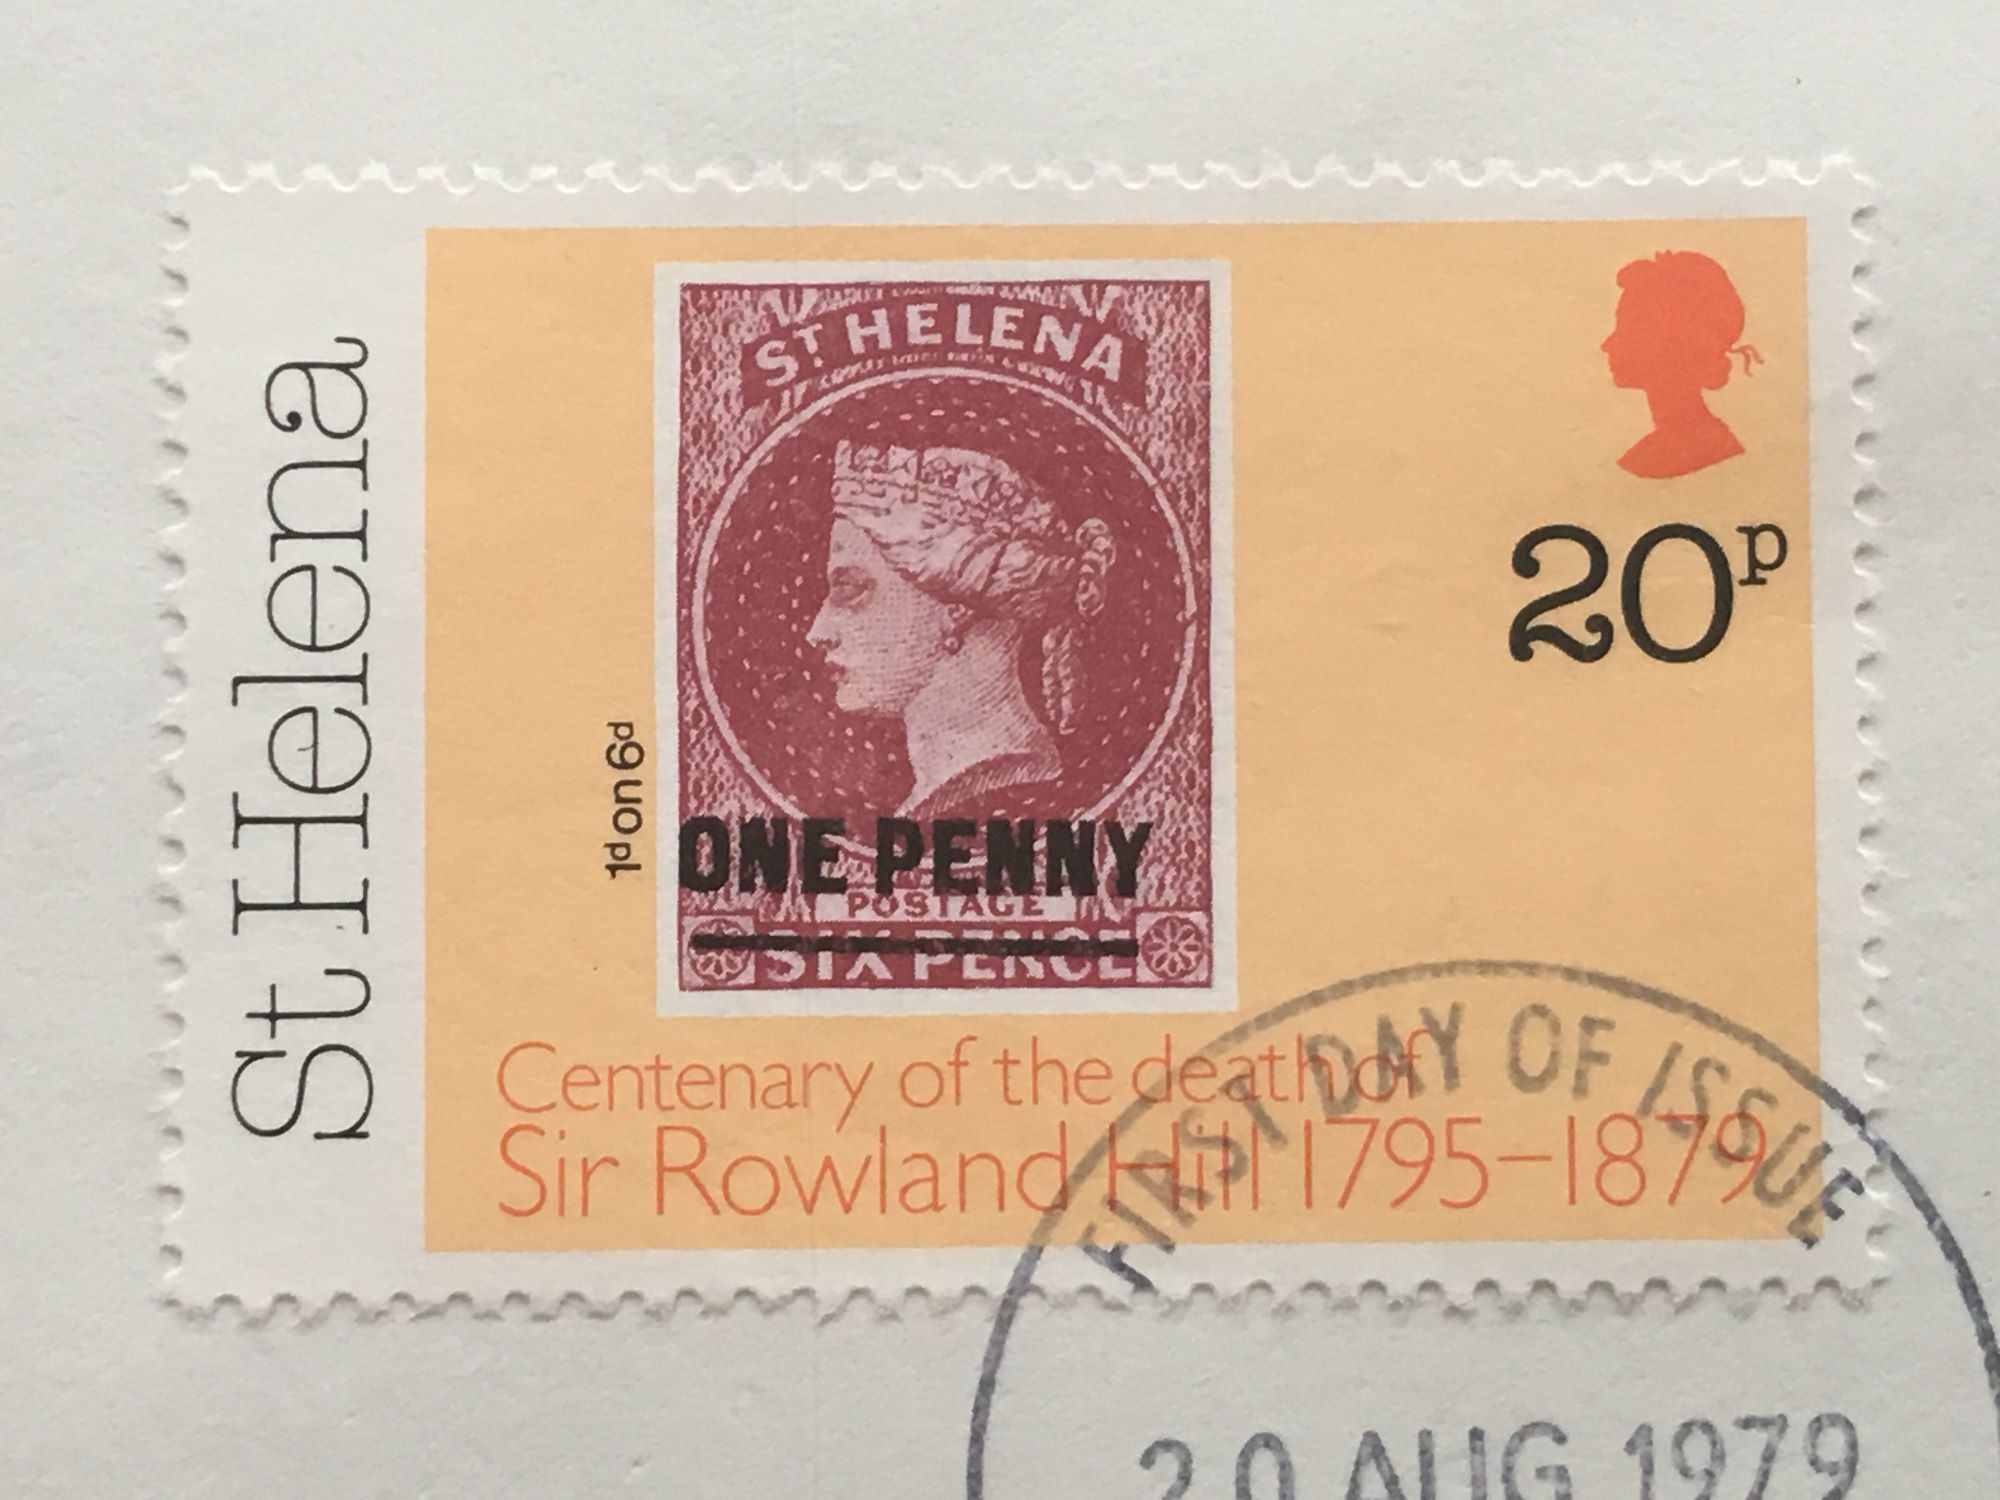 St Helena
ST HELENA
20p
1d on 6d
ONE PENNY
POSTAGE
SIX PENCE
Centenary of the death of
Sir Rowland Hill 1795–1879
FIRST DAY OF ISSUE
20 AUG 1979